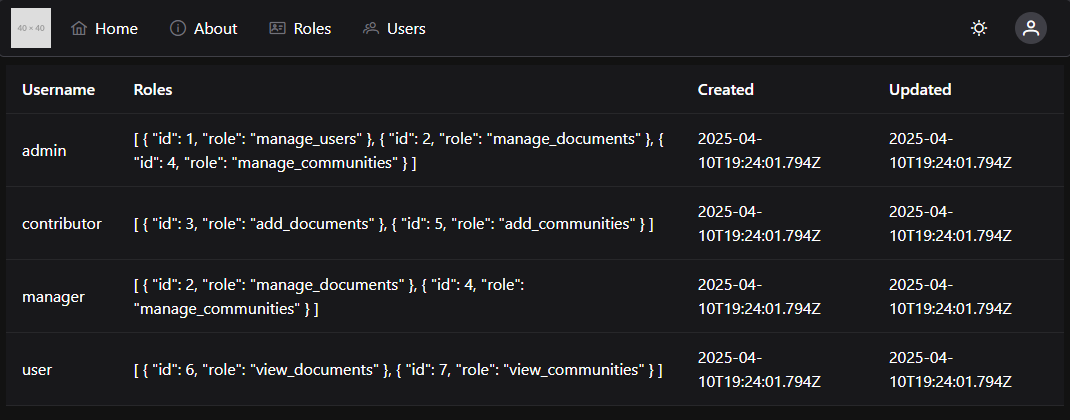 40 × 40 Home About Roles Users
Username Roles Created Updated
admin
[ { "id": 1, "role": "manage_users" }, { "id": 2, "role": "manage_documents" }, {
"id": 4, "role": "manage_communities" } ]
2025-04-
10T19:24:01.794Z
2025-04-
10T19:24:01.794Z
contributor
[ { "id": 3, "role": "add_documents" }, { "id": 5, "role": "add_communities" } ]
2025-04-
10T19:24:01.794Z
2025-04-
10T19:24:01.794Z
manager
[ { "id": 2, "role": "manage_documents" }, { "id": 4, "role":
"manage_communities" } ]
2025-04-
10T19:24:01.794Z
2025-04-
10T19:24:01.794Z
user
[ { "id": 6, "role": "view_documents" }, { "id": 7, "role": "view_communities" } ]
2025-04-
10T19:24:01.794Z
2025-04-
10T19:24:01.794Z